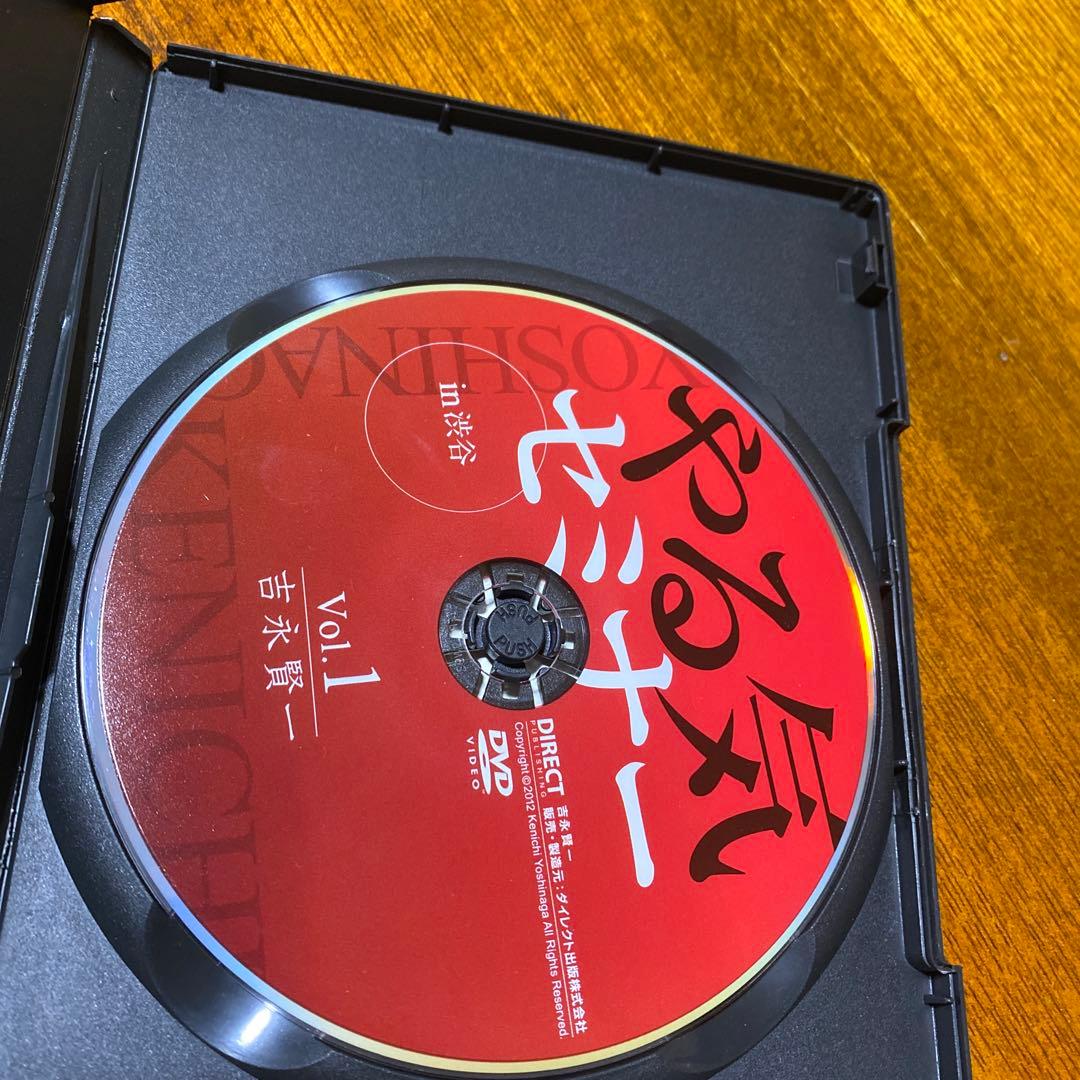 やる気
セミナー
in 渋谷
YOSHINAG
KENICHI
Vol.1
吉永賢一
PUSH
PUSH
DIRECT
PUBLISHING
吉永賢一
販売・製造元：ダイレクト出版株式会社
Copyright©2012 Kenichi Yoshinaga All Rights Reserved.
DVD
VIDEO